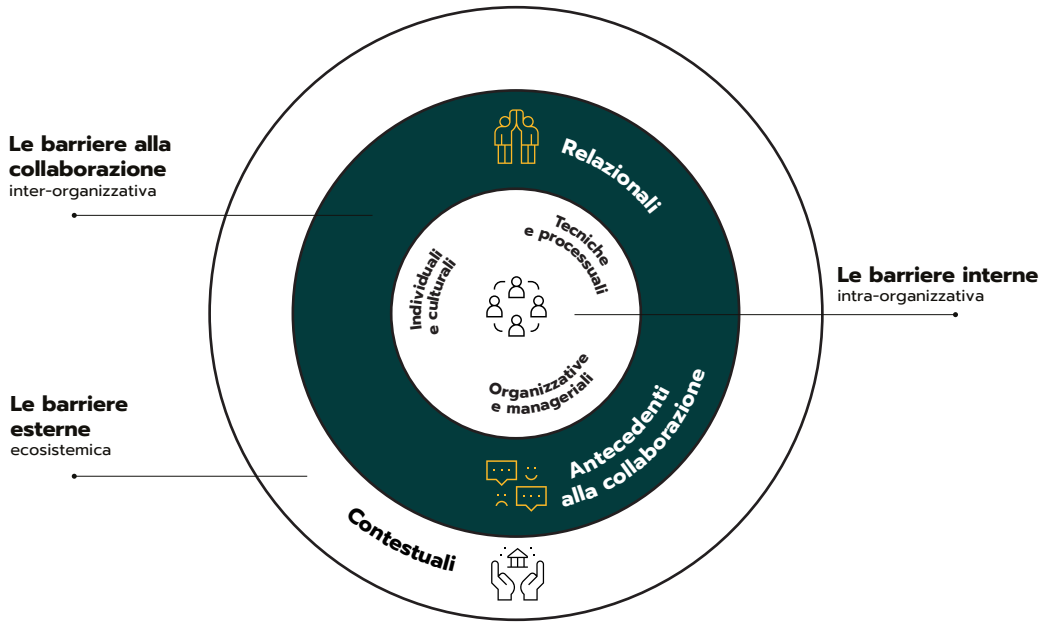 Le barriere alla
collaborazione
inter-organizzativa
Relazionali
Tecniche
e processuali
Individuali
e culturali
Le barriere interne
intra-organizzativa
Organizzative
e manageriali
Le barriere
esterne
ecosistemica
Antecedenti
alla collaborazione
Contestuali